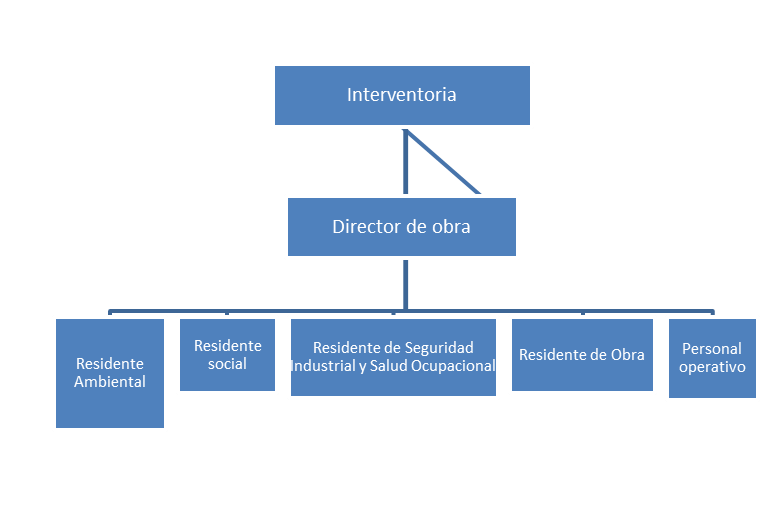 Interventoria
Director de obra
Residente
Ambiental
Residente
social
Residente de Seguridad
Industrial y Salud Ocupacional
Residente de Obra
Personal
operativo